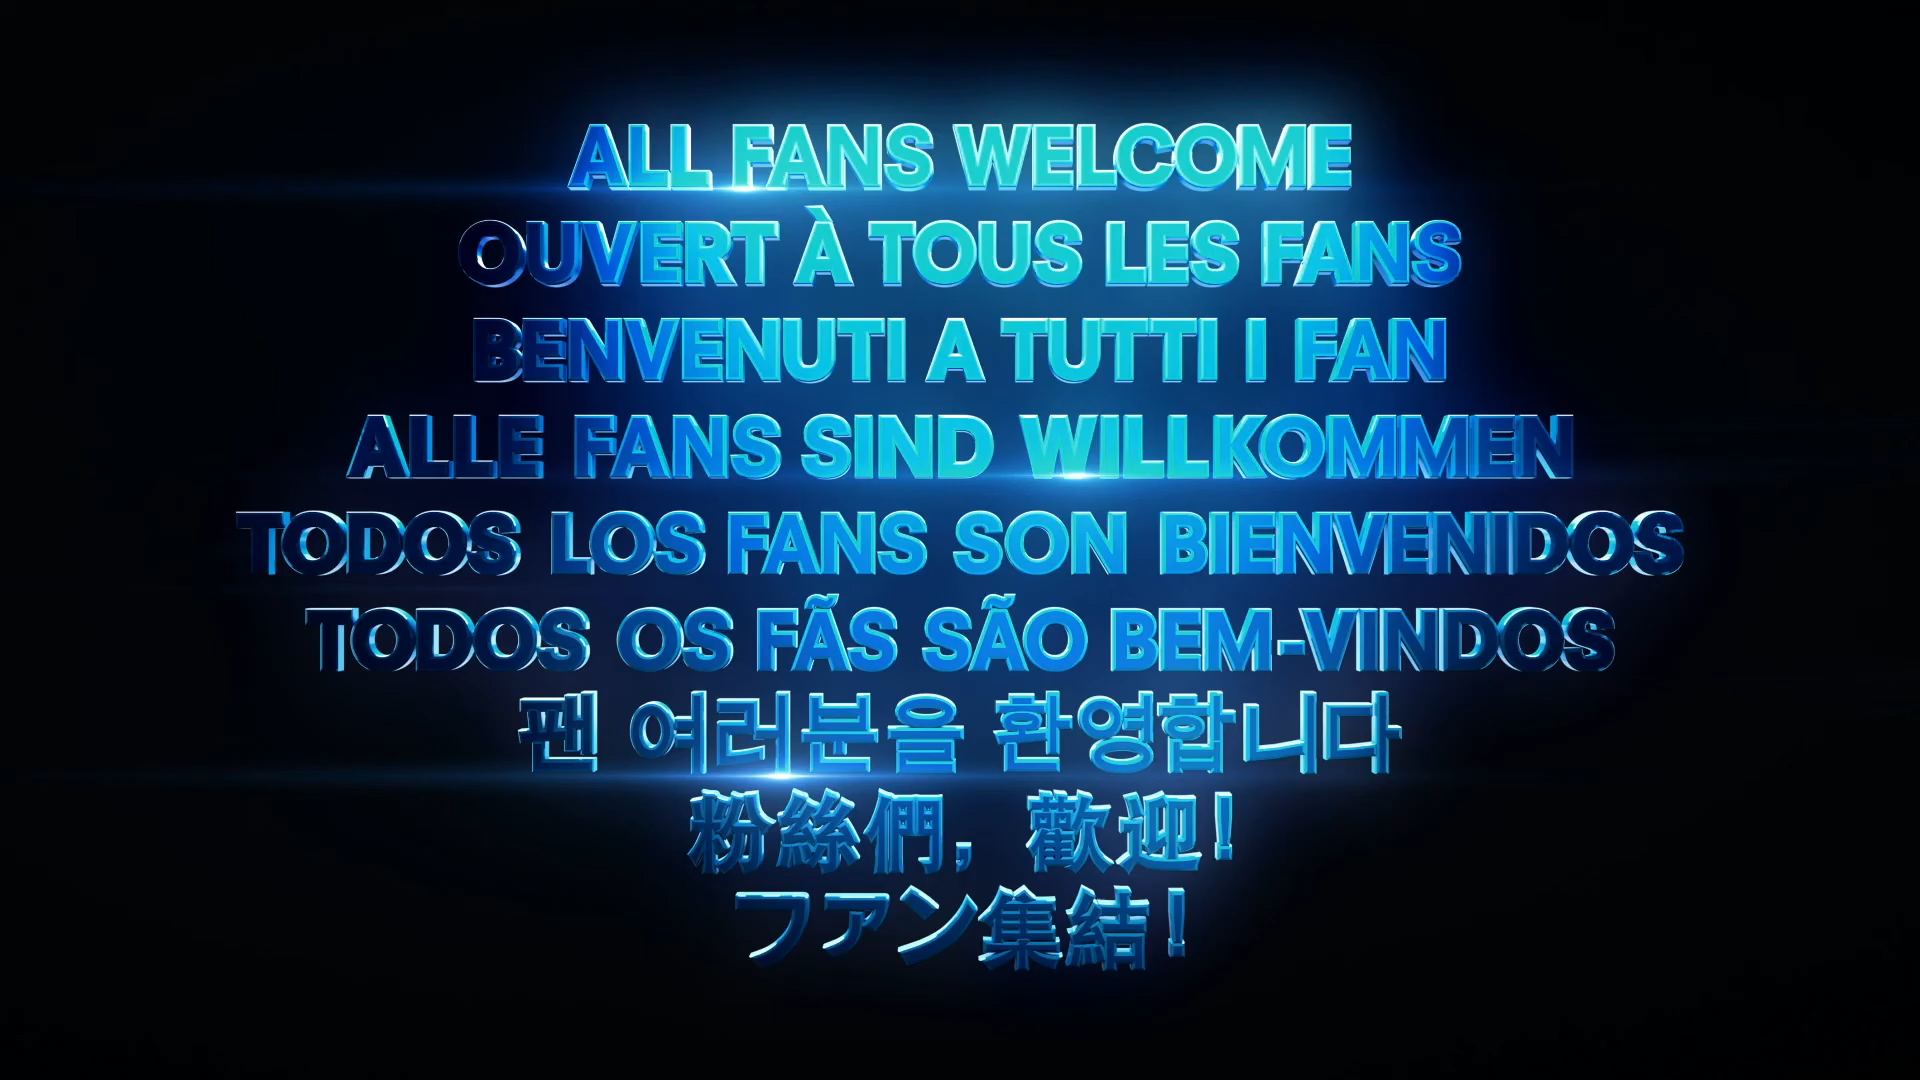 ALL FANS WELCOME
OUVERT À TOUS LES FANS
BENVENUTI A TUTTI I FAN
ALLE FANS SIND WILLKOMMEN
TODOS LOS FANS SON BIENVENIDOS
TODOS OS FÃS SÃO BEM-VINDOS
팬 여러분을 환영합니다
粉絲們，歡迎！
ファン集結！